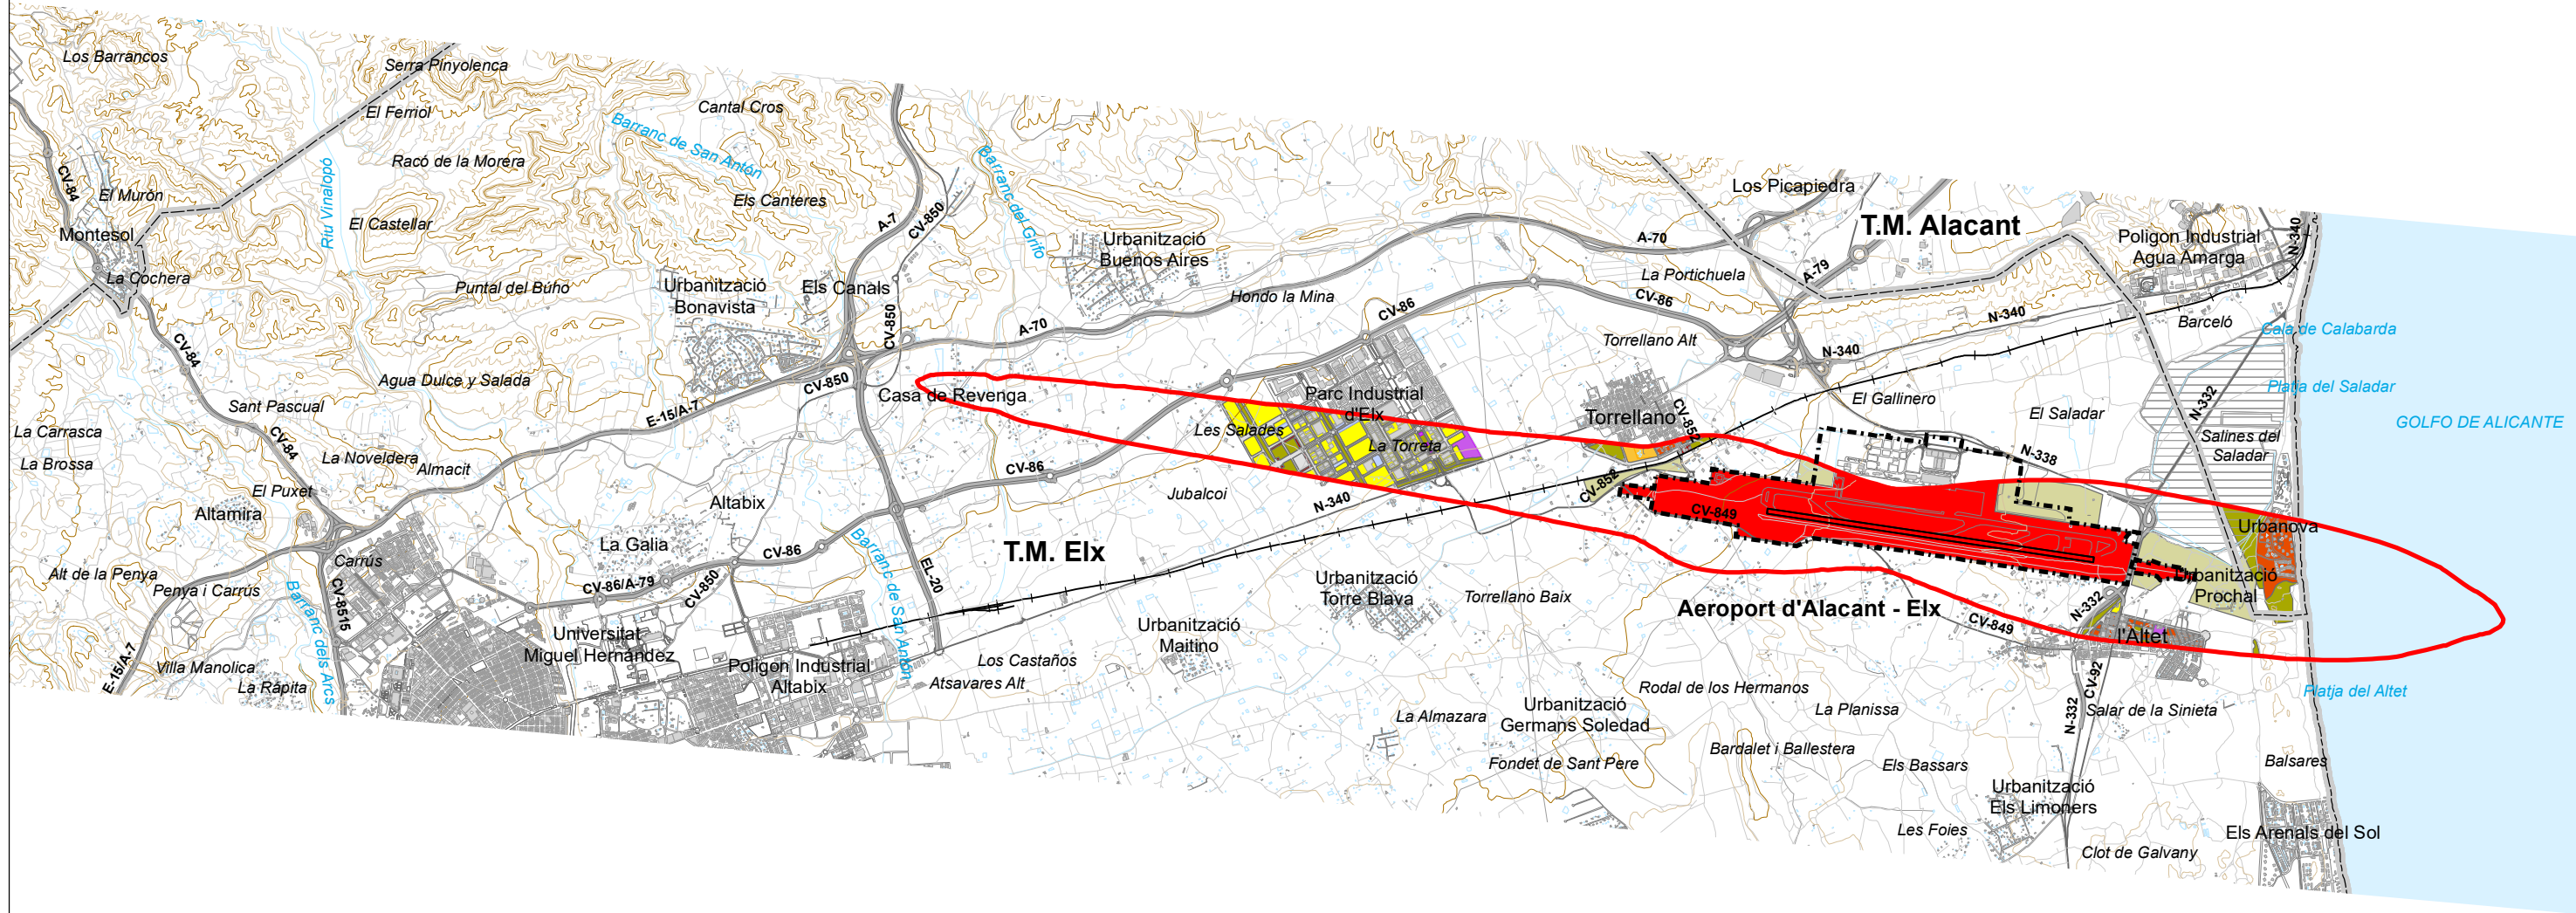 Los Barrancos
Serra Pinyolenca
El Ferriol
Cantal Cros
Barranc de San Antón
Racó de la Morera
Els Canteres
El Murón
CV-84
Montesol
La Cochera
Riu Vinalopó
El Castellar
Puntal del Búho
A-7
CV-850
Barranc del Grifo
Urbanització
Buenos Aires
Urbanització
Bonavista
Els Canals
CV-850
A-70
Hondo la Mina
CV-86
A-70
Los Picapiedra
T.M. Alacant
La Portichuela
A-79
CV-86
Poligon Industrial
Agua Amarga
N-340
N-340
Barceló
Cala de Calabarda
Torrellano Alt
N-340
CV-84
Agua Dulce y Salada
CV-850
Casa de Revenga
Parc Industrial
d'Elx
Les Salades
La Torreta
Torrellano
CV-852
El Gallinero
El Saladar
N-332
Platja del Saladar
GOLFO DE ALICANTE
Salines del
Saladar
N-338
Sant Pascual
E-15/A-7
La Carrasca
La Brossa
CV-84
La Noveldera
Almacit
El Puxet
Altamira
Altabix
CV-86
Jubalcoi
N-340
CV-852
CV-849
Urbanova
La Galia
CV-86
Barranc de San Antón
T.M. Elx
EL-20
Carrús
Alt de la Penya
Penya i Carrús
CV-86/A-79
CV-850
Barranc dels Arcs
CV-8515
Urbanització
Torre Blava
Torrellano Baix
Aeroport d'Alacant - Elx
Urbanització
Prochal
N-332
CV-849
l'Altet
Universitat
Miguel Hernández
Urbanització
Maitino
Poligon Industrial
Altabix
Los Castaños
Atsavares Alt
Villa Manolica
E-15/A-7
La Rápita
Rodal de los Hermanos
La Planissa
CV-92
N-332
Salar de la Sinieta
Platja del Altet
La Almazara
Urbanització
Germans Soledad
Bardalet i Ballestera
Fondet de Sant Pere
Els Bassars
Balsares
Urbanització
Els Limoners
Les Foies
Els Arenals del Sol
Clot de Galvany